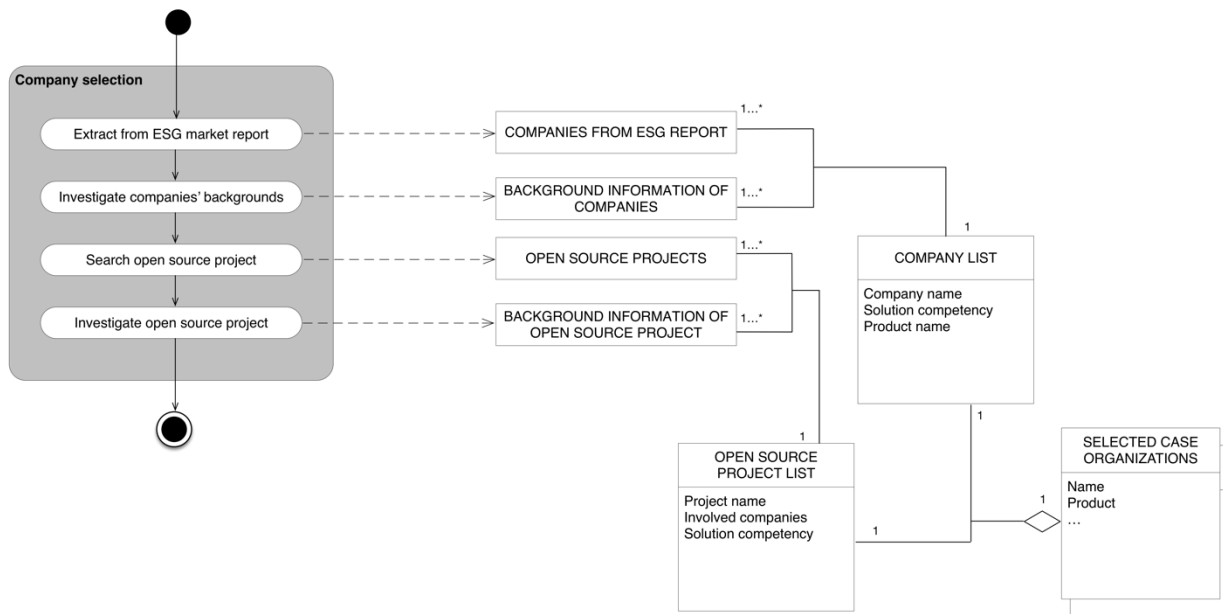 Company selection
Extract from ESG market report
Investigate companies' backgrounds
Search open source project
Investigate open source project
1...*
COMPANIES FROM ESG REPORT
BACKGROUND INFORMATION OF
COMPANIES
1...*
1...*
OPEN SOURCE PROJECTS
BACKGROUND INFORMATION OF
OPEN SOURCE PROJECT
1...*
1
COMPANY LIST
Company name
Solution competency
Product name
1
1
OPEN SOURCE
PROJECT LIST
Project name
Involved companies
Solution competency
1
1
SELECTED CASE
ORGANIZATIONS
Name
Product
...